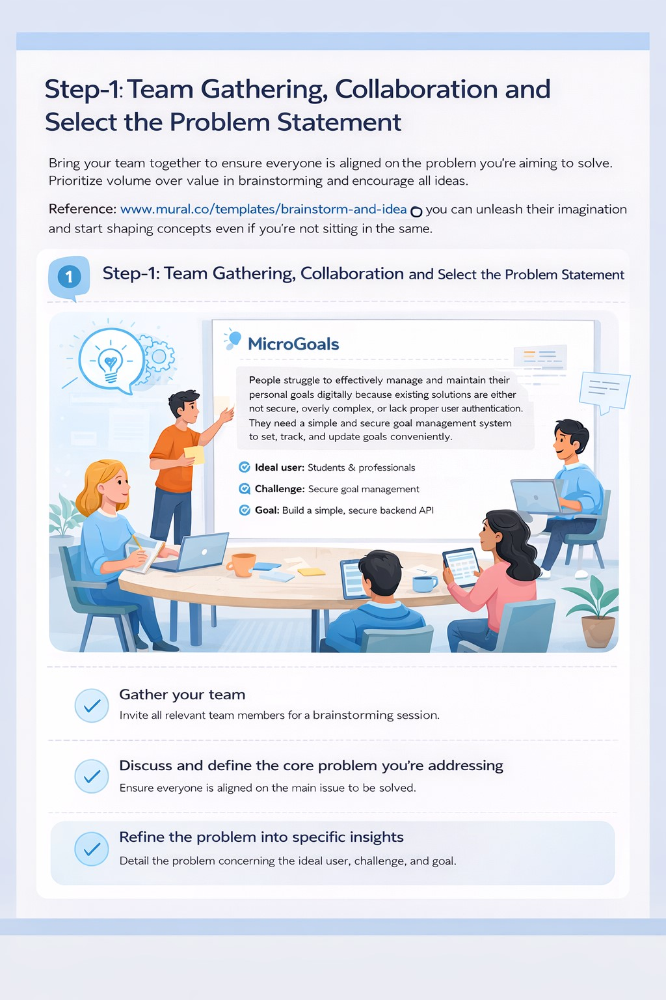 Step-1: Team Gathering, Collaboration and
Select the Problem Statement
Bring your team together to ensure everyone is aligned on the problem you're aiming to solve.
Prioritize volume over value in brainstorming and encourage all ideas.
Reference: www.mural.co/templates/brainstorm-and-idea you can unleash their imagination
and start shaping concepts even if you're not sitting in the same.
1
Step-1: Team Gathering, Collaboration and Select the Problem Statement
MicroGoals
People struggle to effectively manage and maintain their
personal goals digitally because existing solutions are either
not secure, overly complex, or lack proper user authentication.
They need a simple and secure goal management system
to set, track, and update goals conveniently.
Ideal user: Students & professionals
Challenge: Secure goal management
Goal: Build a simple, secure backend API
Gather your team
Invite all relevant team members for a brainstorming session.
Discuss and define the core problem you're addressing
Ensure everyone is aligned on the main issue to be solved.
Refine the problem into specific insights
Detail the problem concerning the ideal user, challenge, and goal.